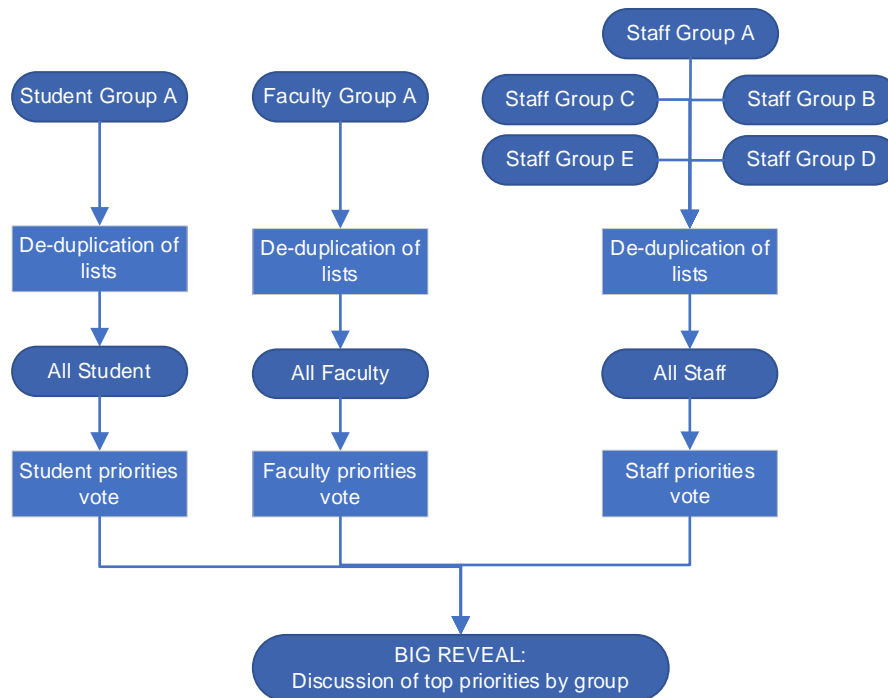 Staff Group A
Student Group A
Faculty Group A
Staff Group C
Staff Group B
Staff Group E
Staff Group D
De-duplication of
lists
De-duplication of
lists
De-duplication of
lists
All Student
All Faculty
All Staff
Student priorities
vote
Faculty priorities
vote
Staff priorities
vote
BIG REVEAL:
Discussion of top priorities by group